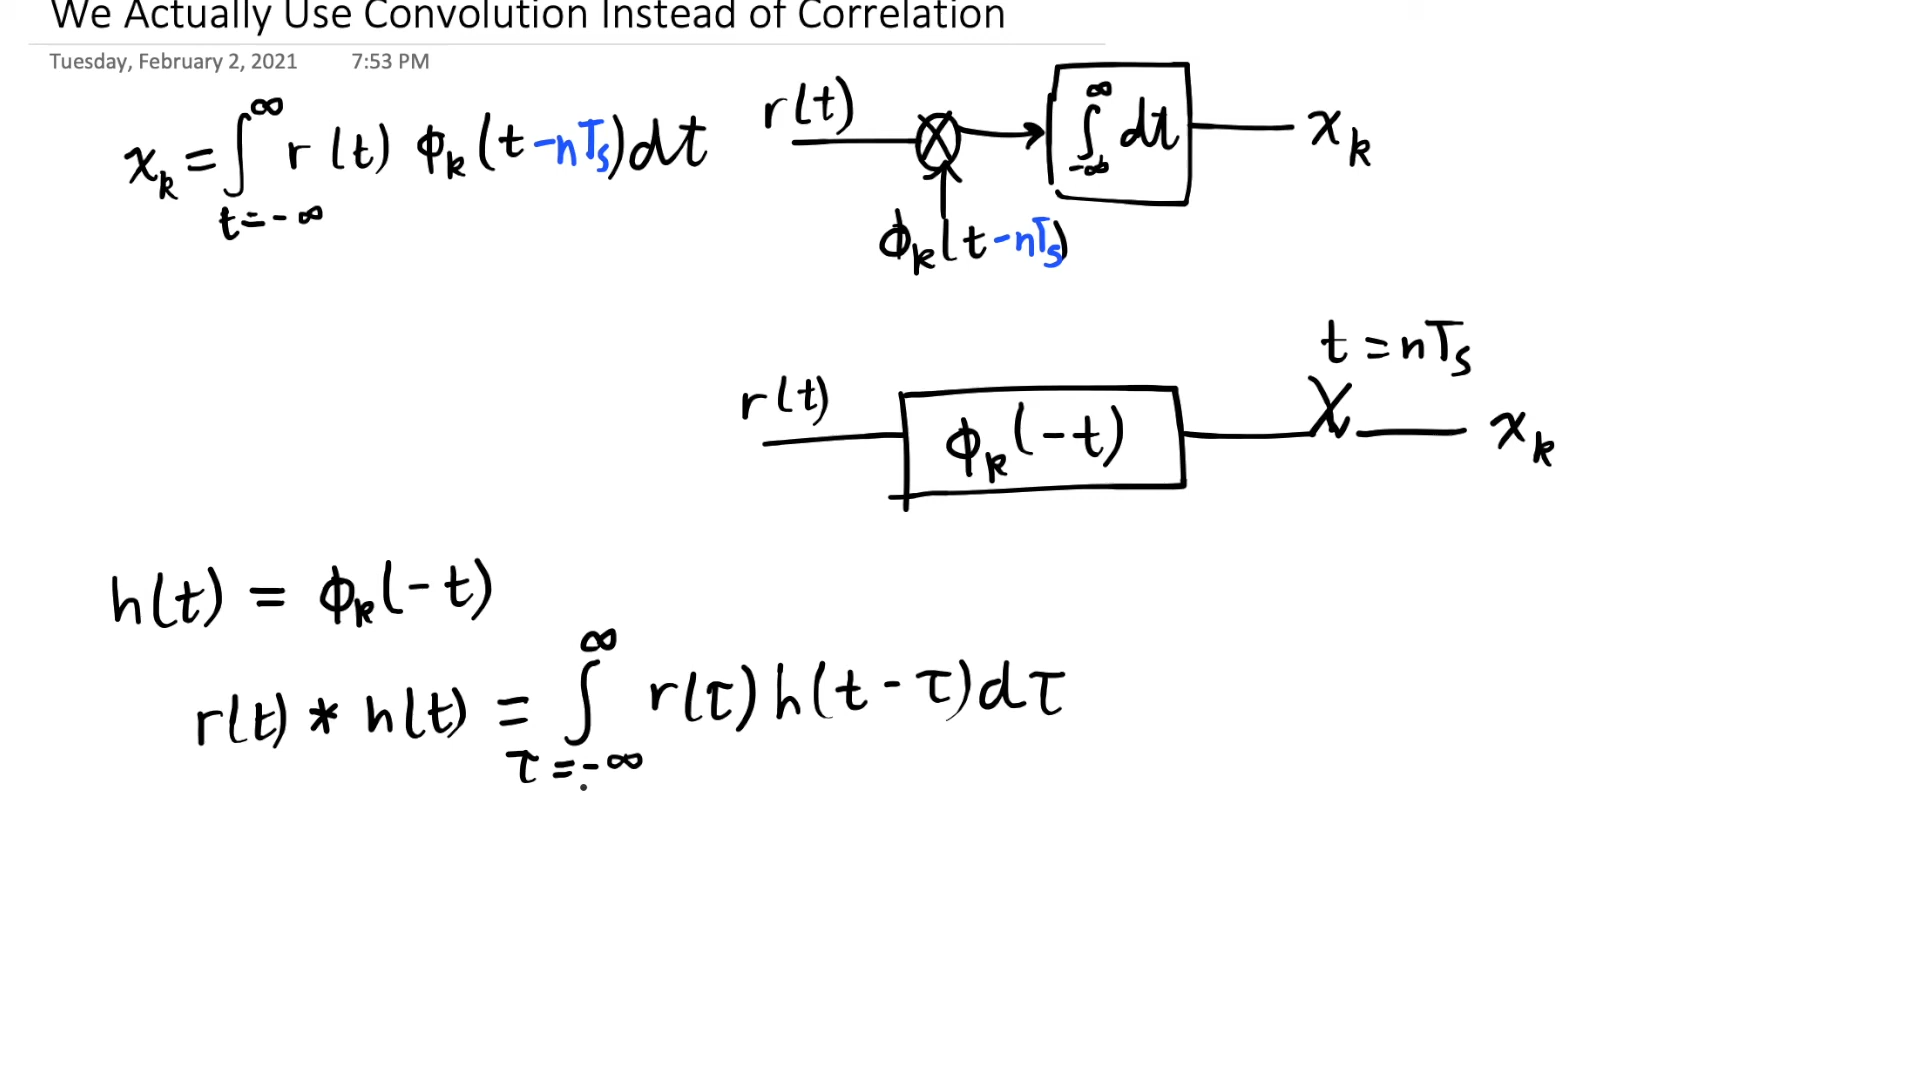 We Actually Use Convolution Instead of Correlation
Tuesday, February 2, 2021 7:53 PM
x_k = ∫_{t=-∞}^{∞} r(t) ϕ_k(t-nT_s)dt
r(t)
∫_{-∞}^{∞} dt
x_k
ϕ_k(t-nT_s)
t = nT_s
r(t)
ϕ_k(-t)
x_k
h(t) = ϕ_k(-t)
r(t) * h(t) = ∫_{τ=-∞}^{∞} r(τ)h(t-τ)dτ